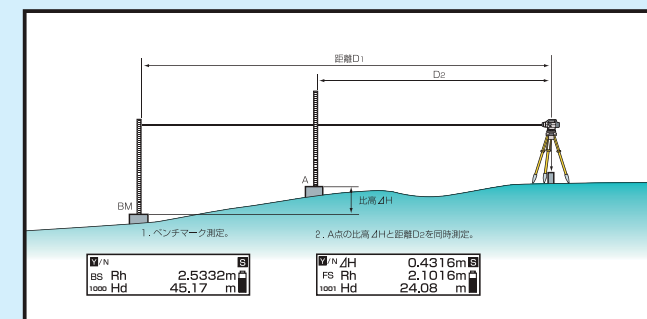 距離D1
D2
A
比高⊿H
BM
1．ベンチマーク測定。
2．A点の比高⊿Hと距離D2を同時測定。
Y/N S
BS Rh 2.5332m
1000 Hd 45.17 m
Y/N ⊿H 0.4316m S
FS Rh 2.1016m
1001 Hd 24.08 m